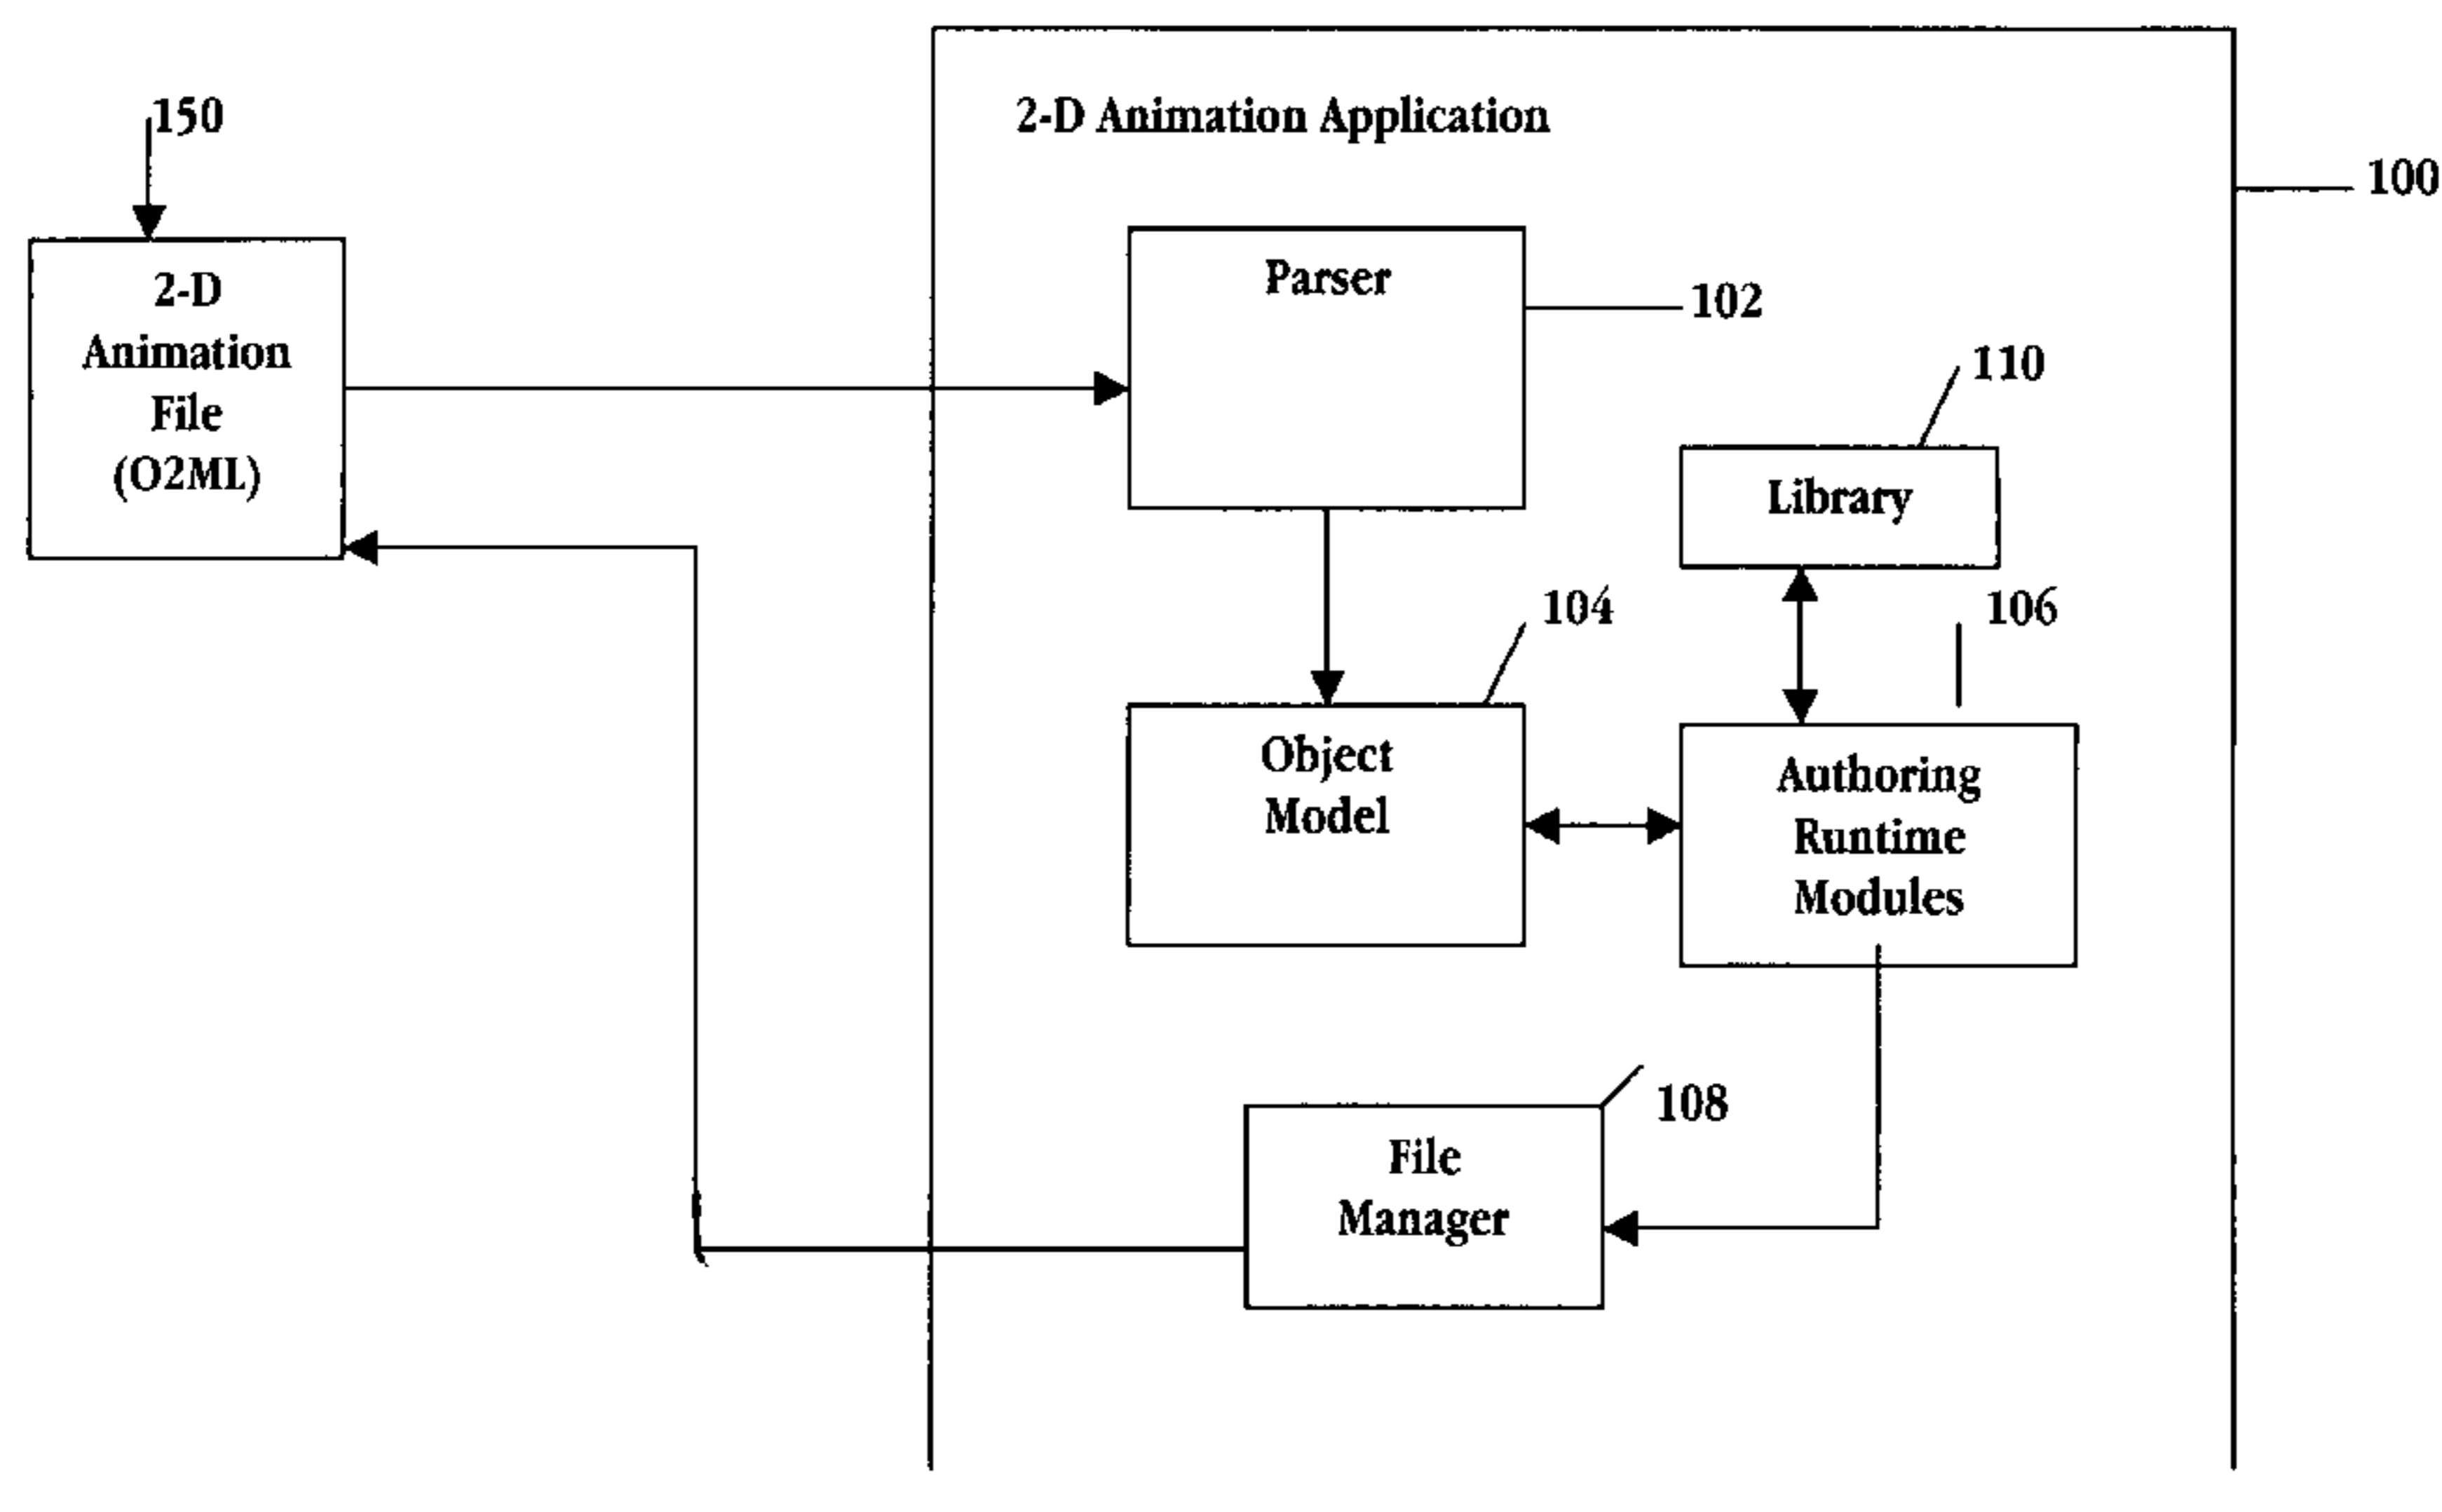 150
2-D Animation Application
100
2-D
Animation
File
(O2ML)
Parser
102
110
Library
104
106
Object
Model
Authoring
Runtime
Modules
108
File
Manager